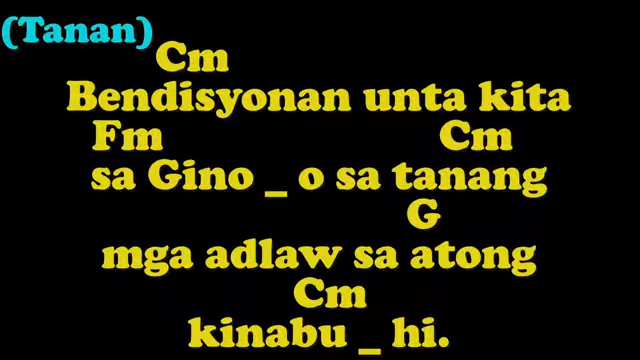 (Tanan)
Cm
Bendisyonan unta kita
Fm Cm
sa Gino _ o sa tanang
G
mga adlaw sa atong
Cm
kinabu _ hi.